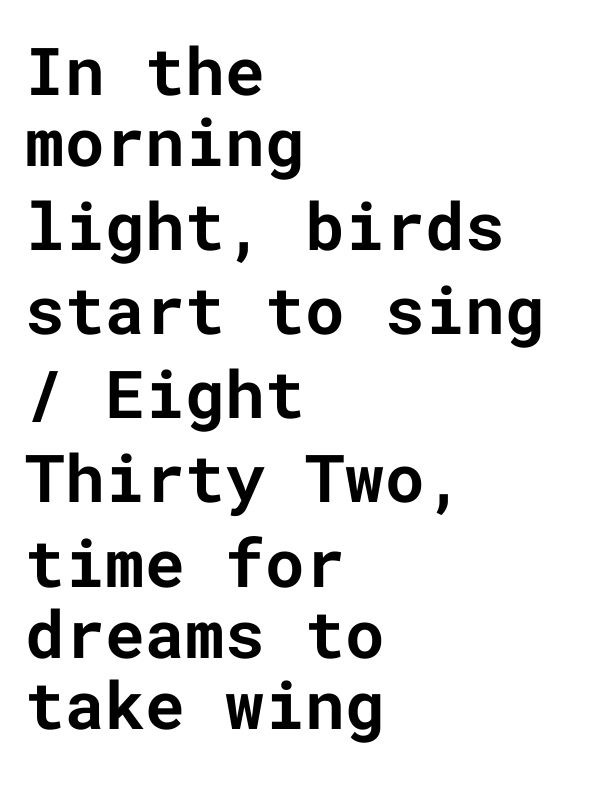 In the
morning
light, birds
start to sing
/ Eight
Thirty Two,
time for
dreams to
take wing